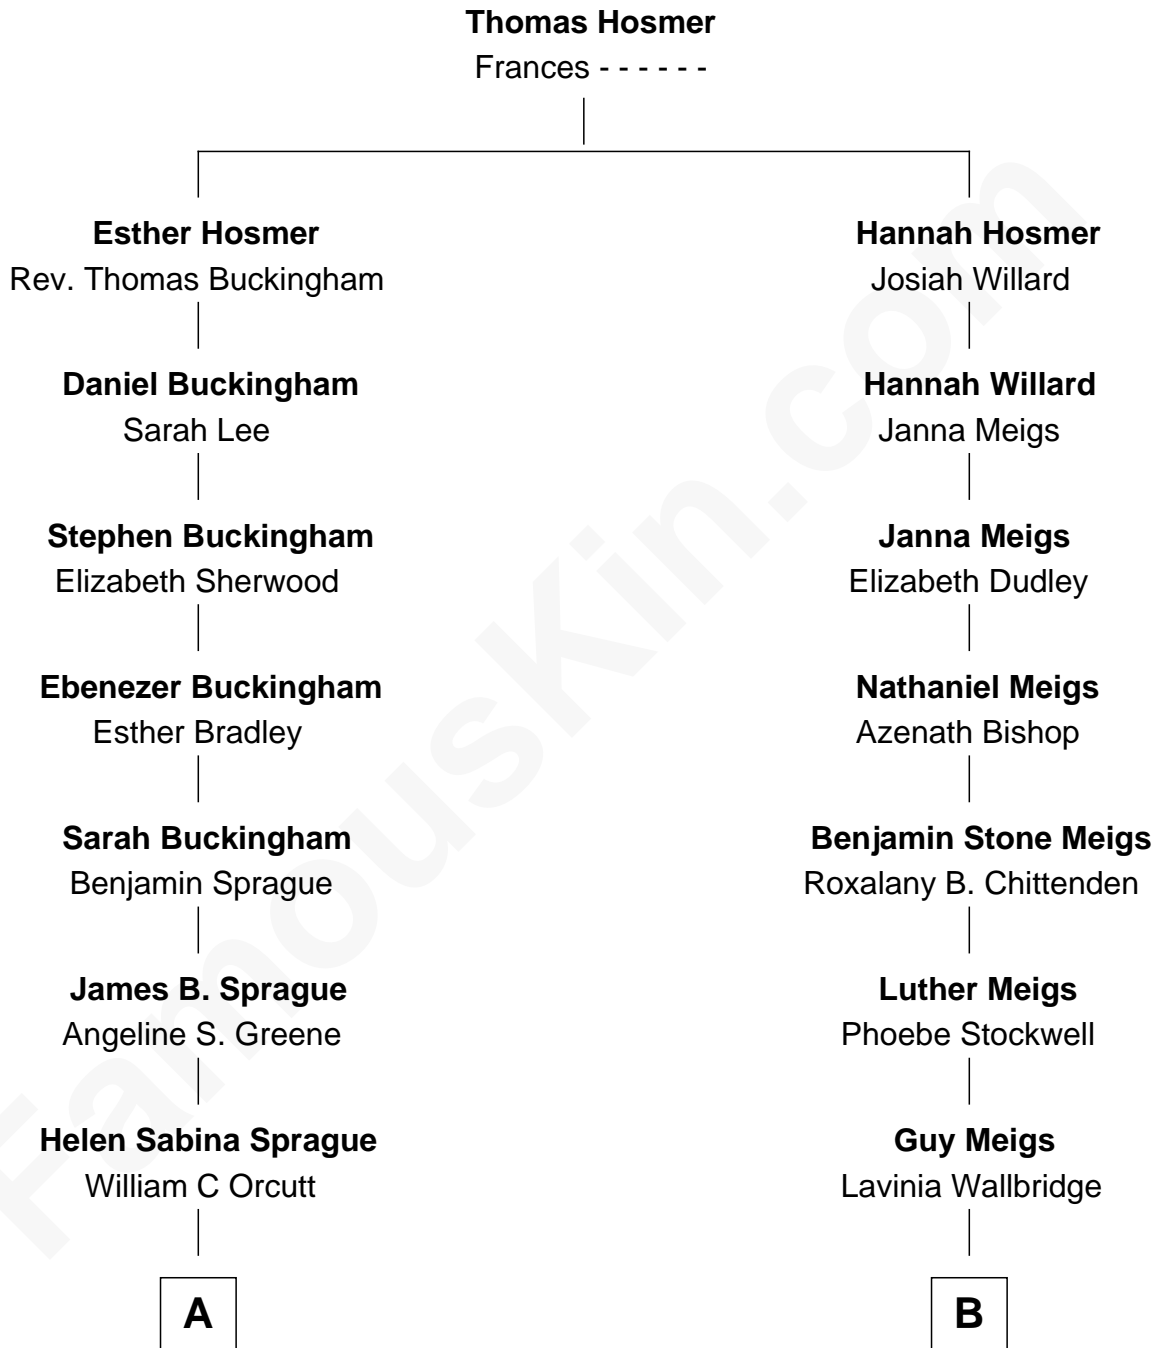 Thomas Hosmer
Frances - - - - - -
Esther Hosmer
Rev. Thomas Buckingham
Hannah Hosmer
Josiah Willard
Daniel Buckingham
Sarah Lee
Hannah Willard
Janna Meigs
Stephen Buckingham
Elizabeth Sherwood
Janna Meigs
Elizabeth Dudley
Ebenezer Buckingham
Esther Bradley
Nathaniel Meigs
Azenath Bishop
Sarah Buckingham
Benjamin Sprague
Benjamin Stone Meigs
Roxalany B. Chittenden
James B. Sprague
Angeline S. Greene
Luther Meigs
Phoebe Stockwell
Helen Sabina Sprague
William C Orcutt
Guy Meigs
Lavinia Wallbridge
A
B
FamousKin.com